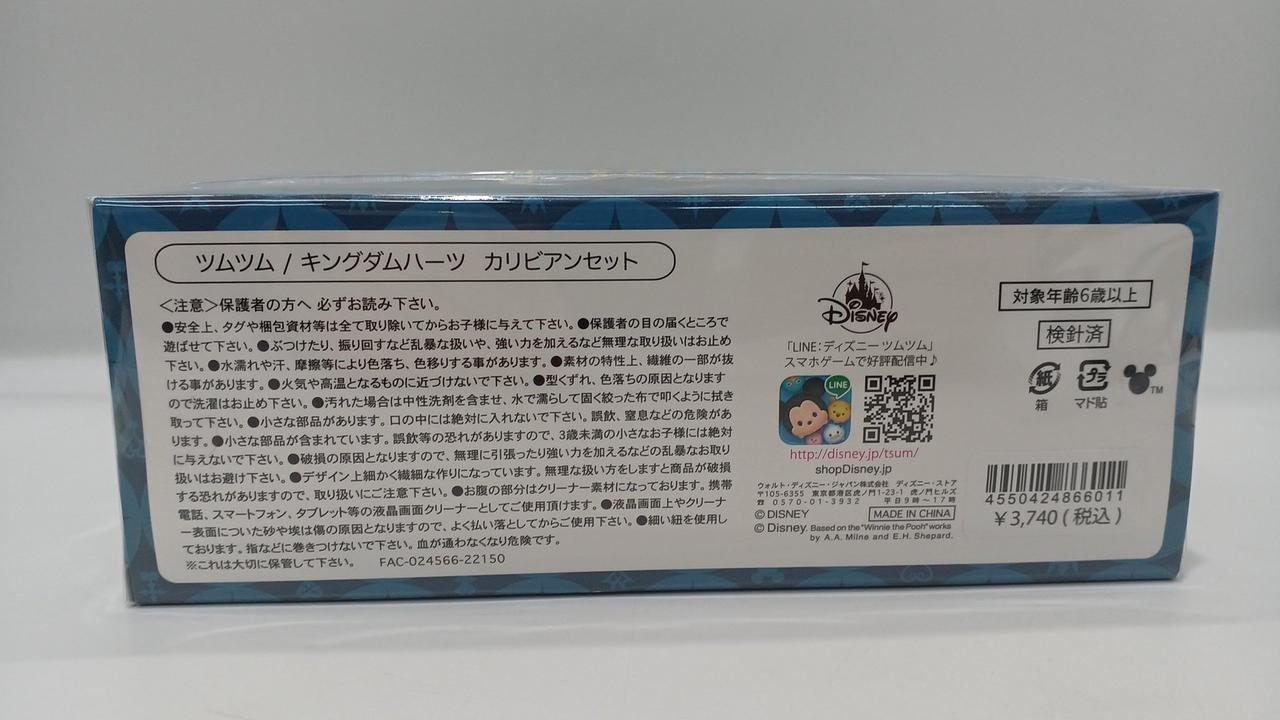 ツムツム / キングダムハーツ カリビアンセット
＜注意＞保護者の方へ 必ずお読み下さい。
●安全上、タグや梱包資材等は全て取り除いてからお子様に与えて下さい。●保護者の目の届くところで
遊ばせて下さい。●ぶつけたり、振り回すなど乱暴な扱いや、強い力を加えるなど無理な取り扱いはお止め
下さい。●水濡れや汗、摩擦等により色落ち、色移りする事があります。●素材の特性上、繊維の一部が抜
ける事があります。●火気や高温となるものに近づけないで下さい。●型くずれ、色落ちの原因となります
ので洗濯はお止め下さい。●汚れた場合は中性洗剤を含ませ、水で濡らして固く絞った布で叩くように拭き
取って下さい。●小さな部品があります。口の中には絶対に入れないで下さい。誤飲、窒息などの危険があ
ります。●小さな部品が含まれています。誤飲等の恐れがありますので、3歳未満の小さなお子様には絶対
に与えないで下さい。●破損の原因となりますので、無理に引張ったり強い力を加えるなどの乱暴なお取り
扱いはお避け下さい。●デザイン上細かく繊細な作りになっています。無理な扱い方をしますと商品が破損
する恐れがありますので、取り扱いにご注意下さい。●お腹の部分はクリーナー素材になっております。携帯
電話、スマートフォン、タブレット等の液晶画面クリーナーとしてご使用頂けます。●液晶画面上やクリーナ
ー表面についた砂や埃は傷の原因となりますので、よく払い落としてからご使用下さい。●細い紐を使用し
ております。指などに巻きつけないで下さい。血が通わなくなり危険です。
※これは大切に保管して下さい。 FAC-024566-22150
Disney
「LINE：ディズニー ツムツム」
スマホゲームで好評配信中♪
LINE
http://disney.jp/tsum/
shopDisney.jp
ウォルト・ディズニー・ジャパン株式会社 ディズニー・ストア
〒105-6355 東京都港区虎ノ門1-23-1 虎ノ門ヒルズ
☎ 0570-01-3932 平日9時〜17時
© DISNEY MADE IN CHINA
© Disney. Based on the "Winnie the Pooh" works
by A.A. Milne and E.H. Shepard.
対象年齢6歳以上
検針済
紙 プラ TM
箱 マド貼
4550424866011
￥3,740(税込)